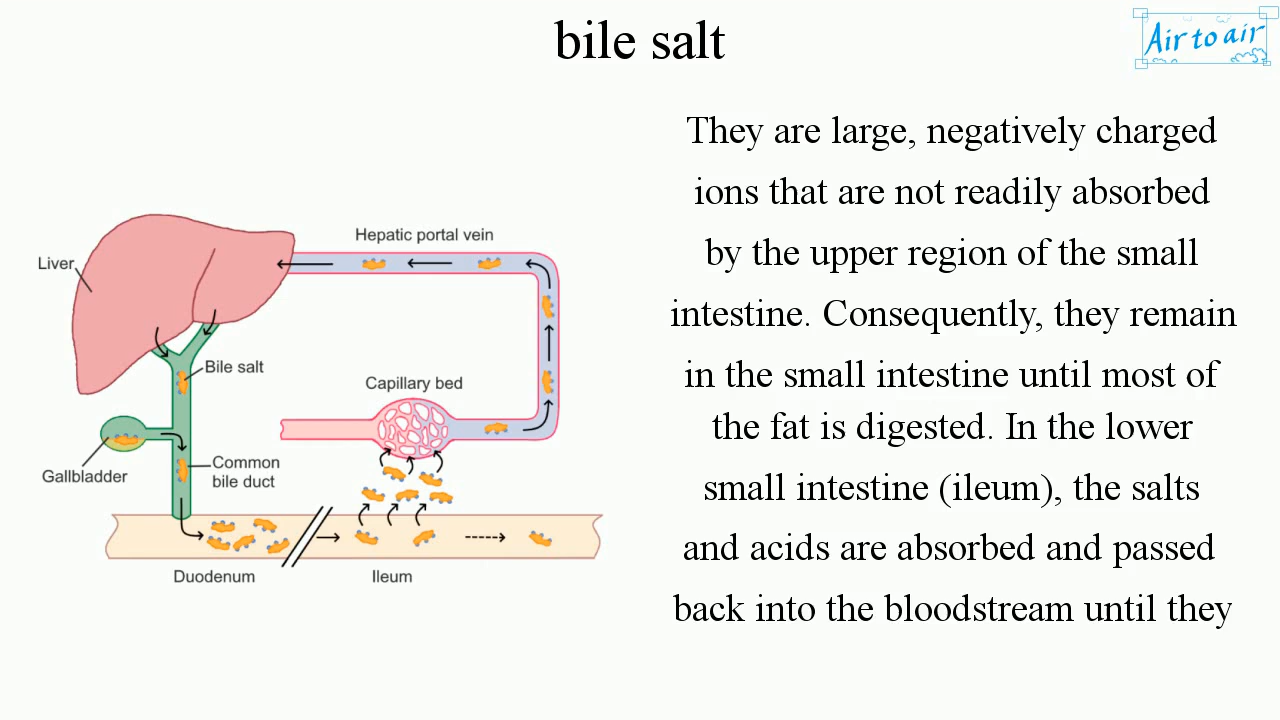 bile salt
Air to air
They are large, negatively charged
ions that are not readily absorbed
by the upper region of the small
intestine. Consequently, they remain
in the small intestine until most of
the fat is digested. In the lower
small intestine (ileum), the salts
and acids are absorbed and passed
back into the bloodstream until they
Hepatic portal vein
Liver
Bile salt
Capillary bed
Gallbladder
Common
bile duct
Duodenum
Ileum